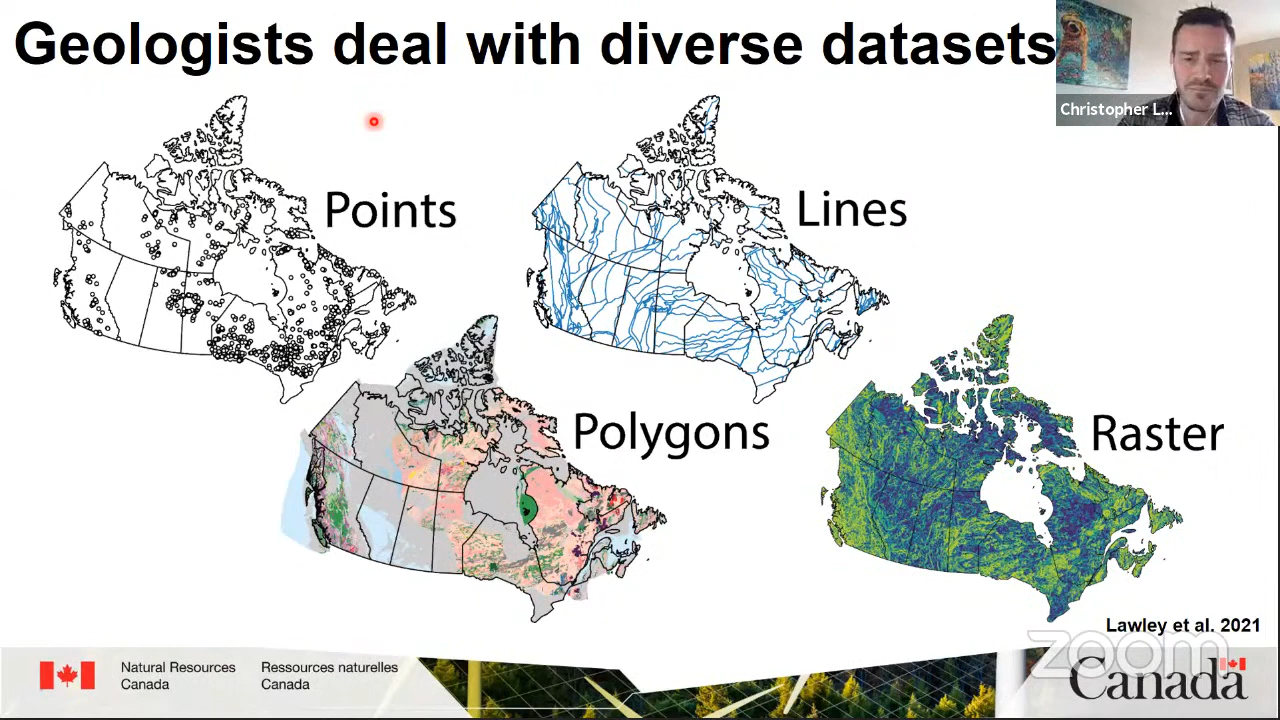 Geologists deal with diverse datasets
Christopher L...
Points
Lines
Polygons
Raster
Lawley et al. 2021
zoom
Natural Resources
Canada
Ressources naturelles
Canada
Canada